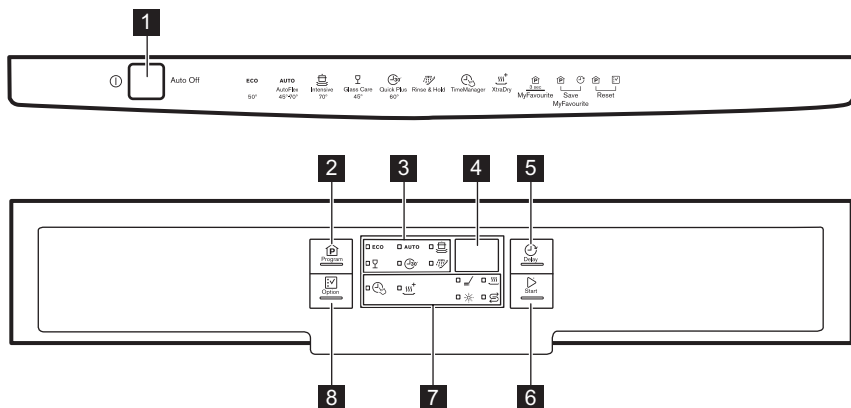 1
Auto Off
ECO AUTO
50° AutoFlex 45°-70° Intensive 70° Glass Care 45° 30' Quick Plus 60° Rinse & Hold TimeManager XtraDry 3 sec. MyFavourite Save MyFavourite Reset
2 3 4 5
Program ECO AUTO Delay
30'
Option Start
8 7 6